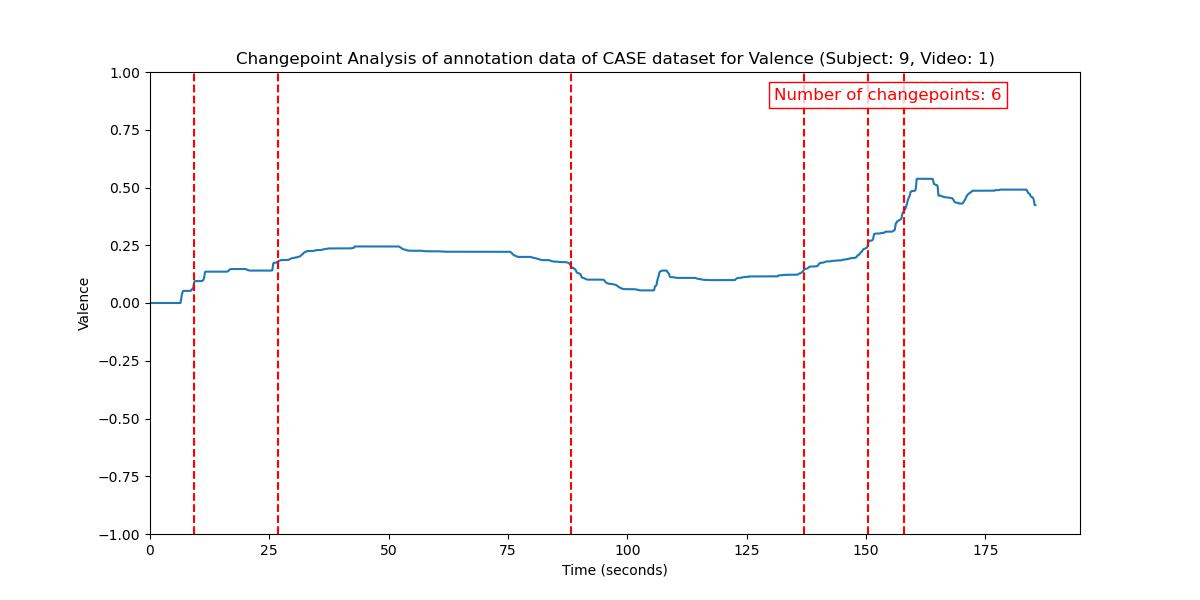 Changepoint Analysis of annotation data of CASE dataset for Valence (Subject: 9, Video: 1)
Number of changepoints: 6
1.00
0.75
0.50
0.25
0.00
−0.25
−0.50
−0.75
−1.00
Valence
0 25 50 75 100 125 150 175
Time (seconds)